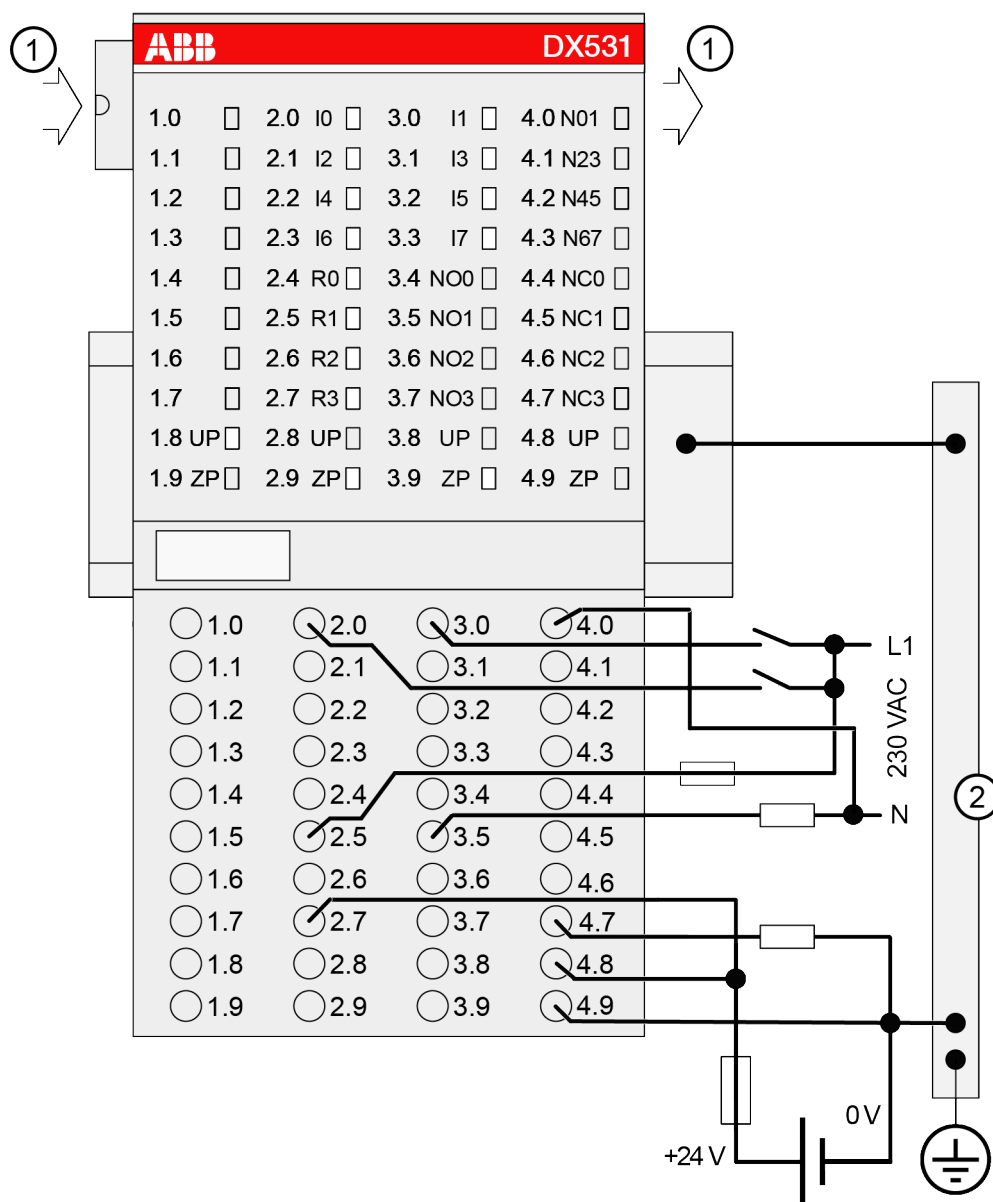 1 ABB DX531 1
1.0 2.0 I0 3.0 I1 4.0 N01
1.1 2.1 I2 3.1 I3 4.1 N23
1.2 2.2 I4 3.2 I5 4.2 N45
1.3 2.3 I6 3.3 I7 4.3 N67
1.4 2.4 R0 3.4 NO0 4.4 NC0
1.5 2.5 R1 3.5 NO1 4.5 NC1
1.6 2.6 R2 3.6 NO2 4.6 NC2
1.7 2.7 R3 3.7 NO3 4.7 NC3
1.8 UP 2.8 UP 3.8 UP 4.8 UP
1.9 ZP 2.9 ZP 3.9 ZP 4.9 ZP
1.0 2.0 3.0 4.0
L1
1.1 2.1 3.1 4.1
1.2 2.2 3.2 4.2
230 VAC
1.3 2.3 3.3 4.3
1.4 2.4 3.4 4.4
2
N
1.5 2.5 3.5 4.5
1.6 2.6 3.6 4.6
1.7 2.7 3.7 4.7
1.8 2.8 3.8 4.8
1.9 2.9 3.9 4.9
0 V
+24 V